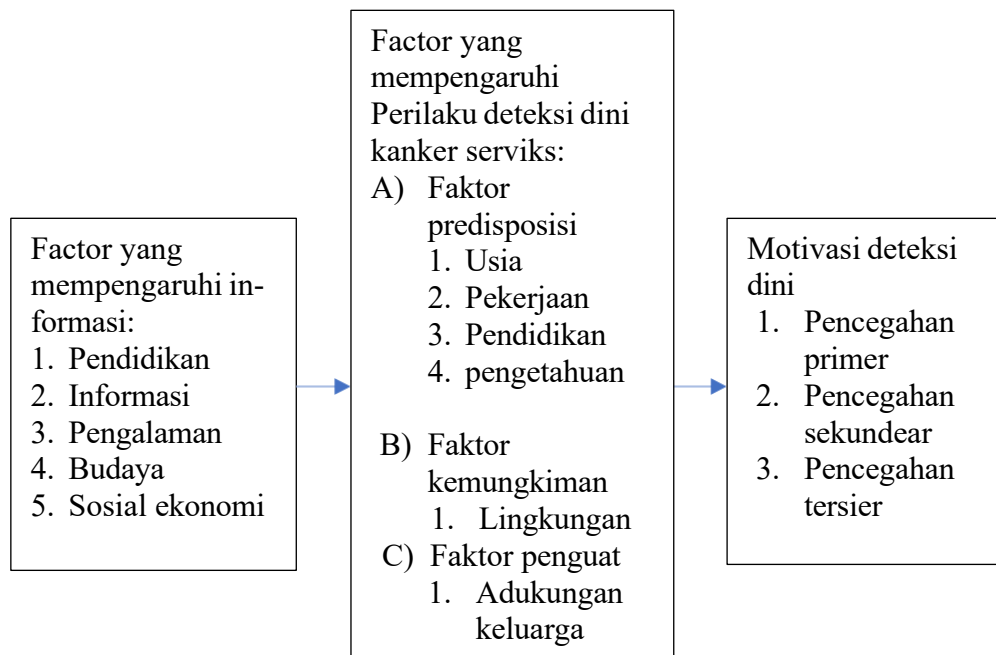 Factor yang
mempengaruhi in-
formasi:
1. Pendidikan
2. Informasi
3. Pengalaman
4. Budaya
5. Sosial ekonomi
Factor yang
mempengaruhi
Perilaku deteksi dini
kanker serviks:
A) Faktor
predisposisi
1. Usia
2. Pekerjaan
3. Pendidikan
4. pengetahuan
B) Faktor
kemungkiman
1. Lingkungan
C) Faktor penguat
1. Adukungan
keluarga
Motivasi deteksi
dini
1. Pencegahan
primer
2. Pencegahan
sekundear
3. Pencegahan
tersier